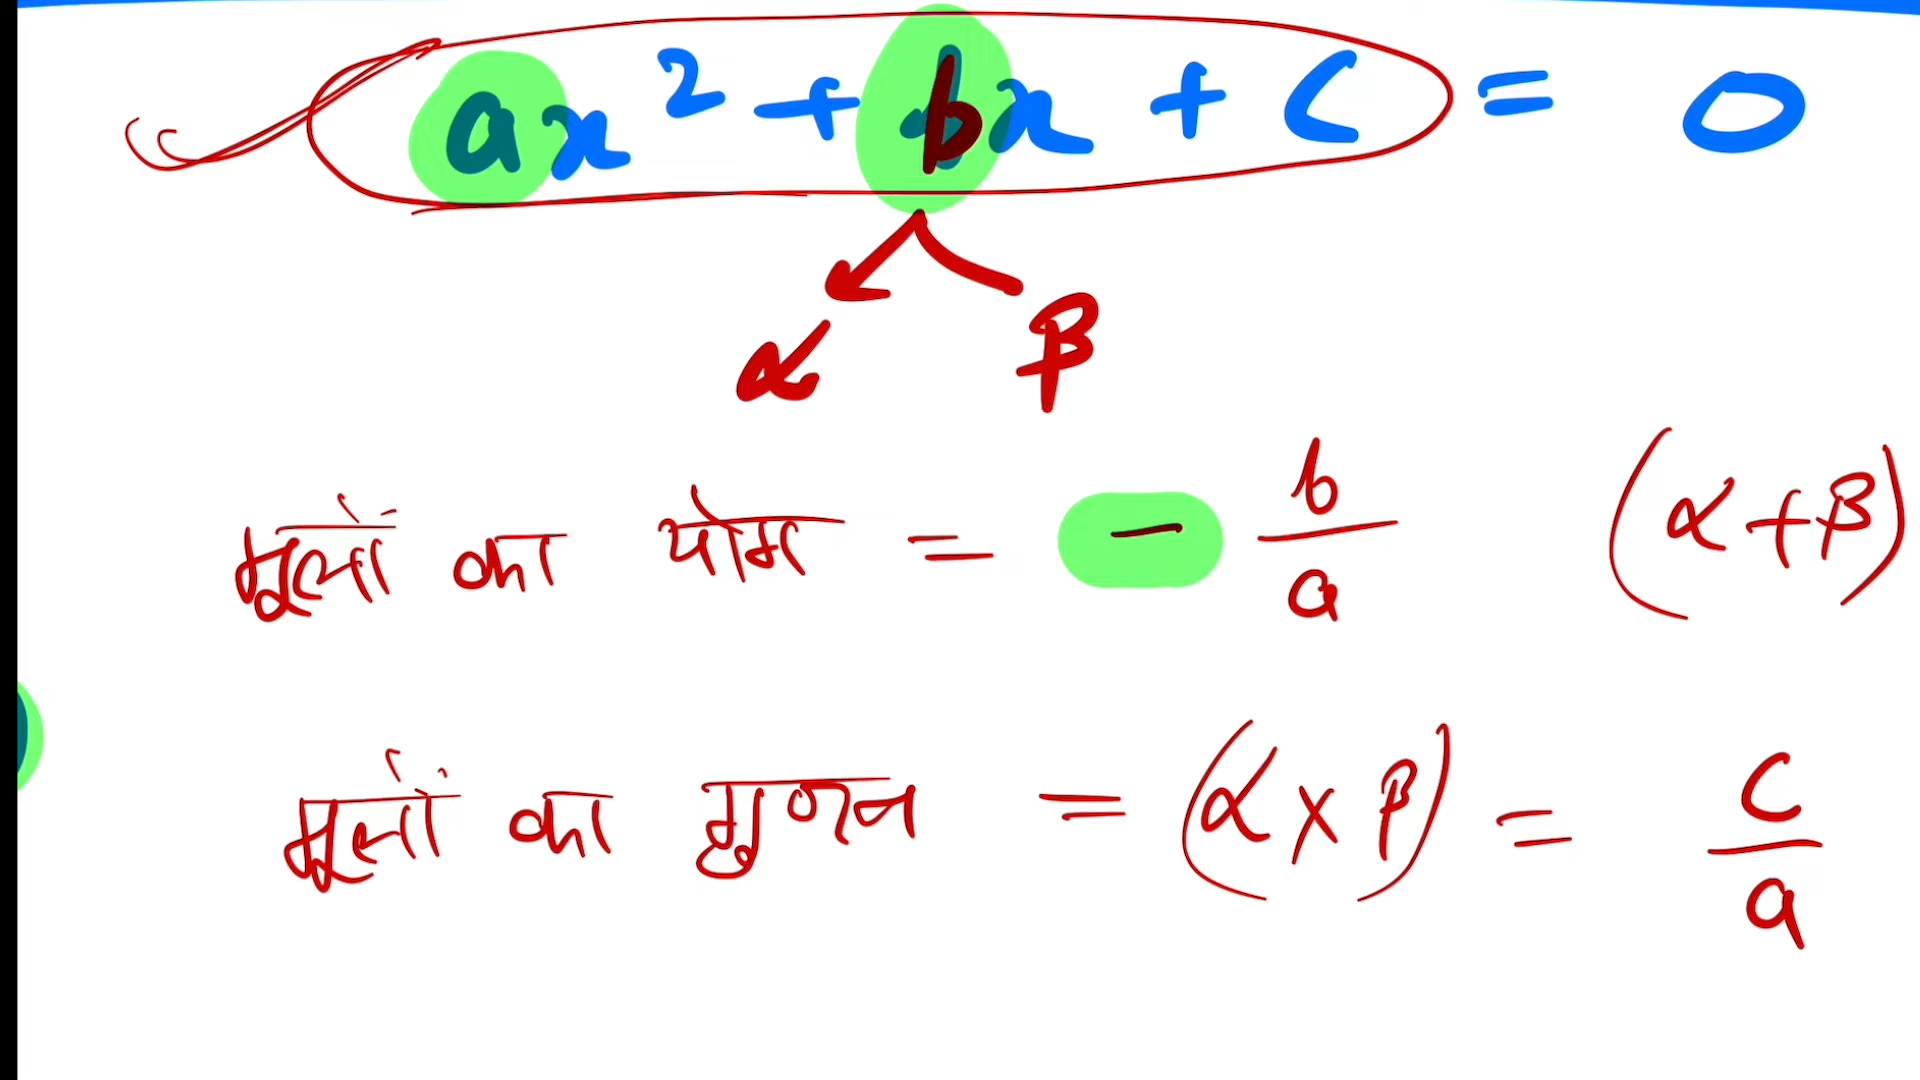 ax² + bx + c = 0
α β
मूलों का योग = - b/a (α+β)
मूलों का गुणन = (α×β) = c/a